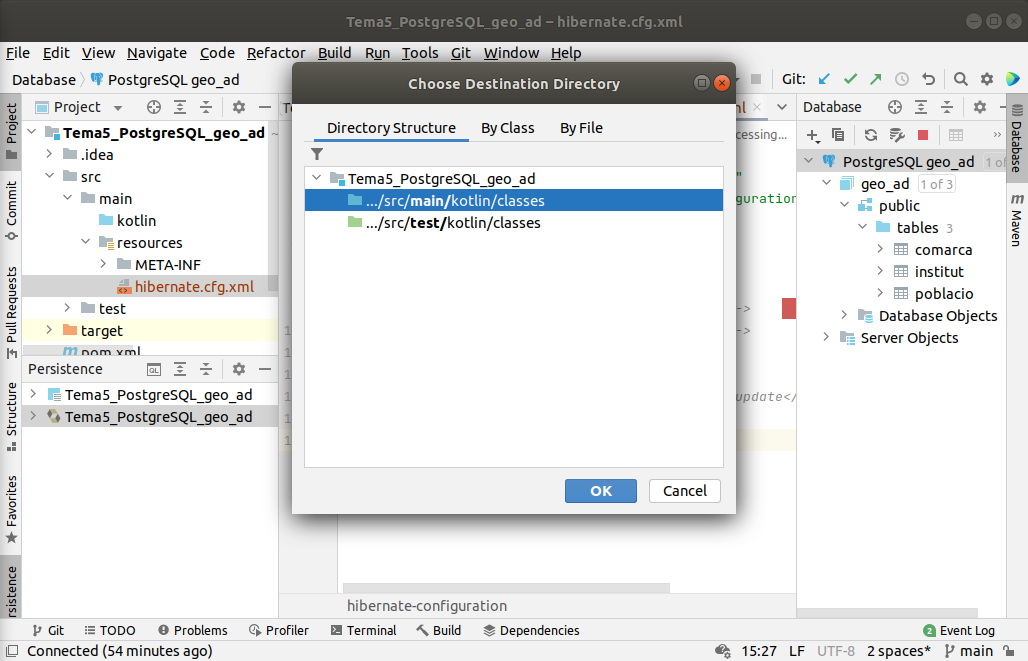 Tema5_PostgreSQL_geo_ad – hibernate.cfg.xml
File Edit View Navigate Code Refactor Build Run Tools Git Window Help
Database PostgreSQL geo_ad
Git:
Choose Destination Directory
Directory Structure By Class By File
Tema5_PostgreSQL_geo_ad
.../src/main/kotlin/classes
.../src/test/kotlin/classes
OK Cancel
Project
Commit
Pull Requests
Structure
Favorites
Project
Tema5_PostgreSQL_geo_ad
.idea
src
main
kotlin
resources
META-INF
hibernate.cfg.xml
test
target
pom.xml
Persistence
QL
Tema5_PostgreSQL_geo_ad
Tema5_PostgreSQL_geo_ad
"
->
->
update</
hibernate-configuration
Database
PostgreSQL geo_ad
geo_ad 1 of 3
public
tables 3
comarca
institut
poblacio
Database Objects
Server Objects
Database
Maven
Git TODO Problems Profiler Terminal Build Dependencies 2 Event Log
Connected (54 minutes ago) 15:27 LF UTF-8 2 spaces* main